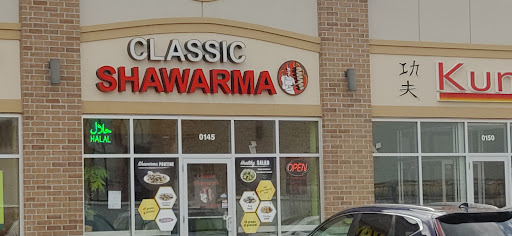 CLASSIC
SHAWARMA
功
夫
Kun
حلال
HALAL
0145
0150
Shawarma POUTINE
Healthy SALAD
OPEN